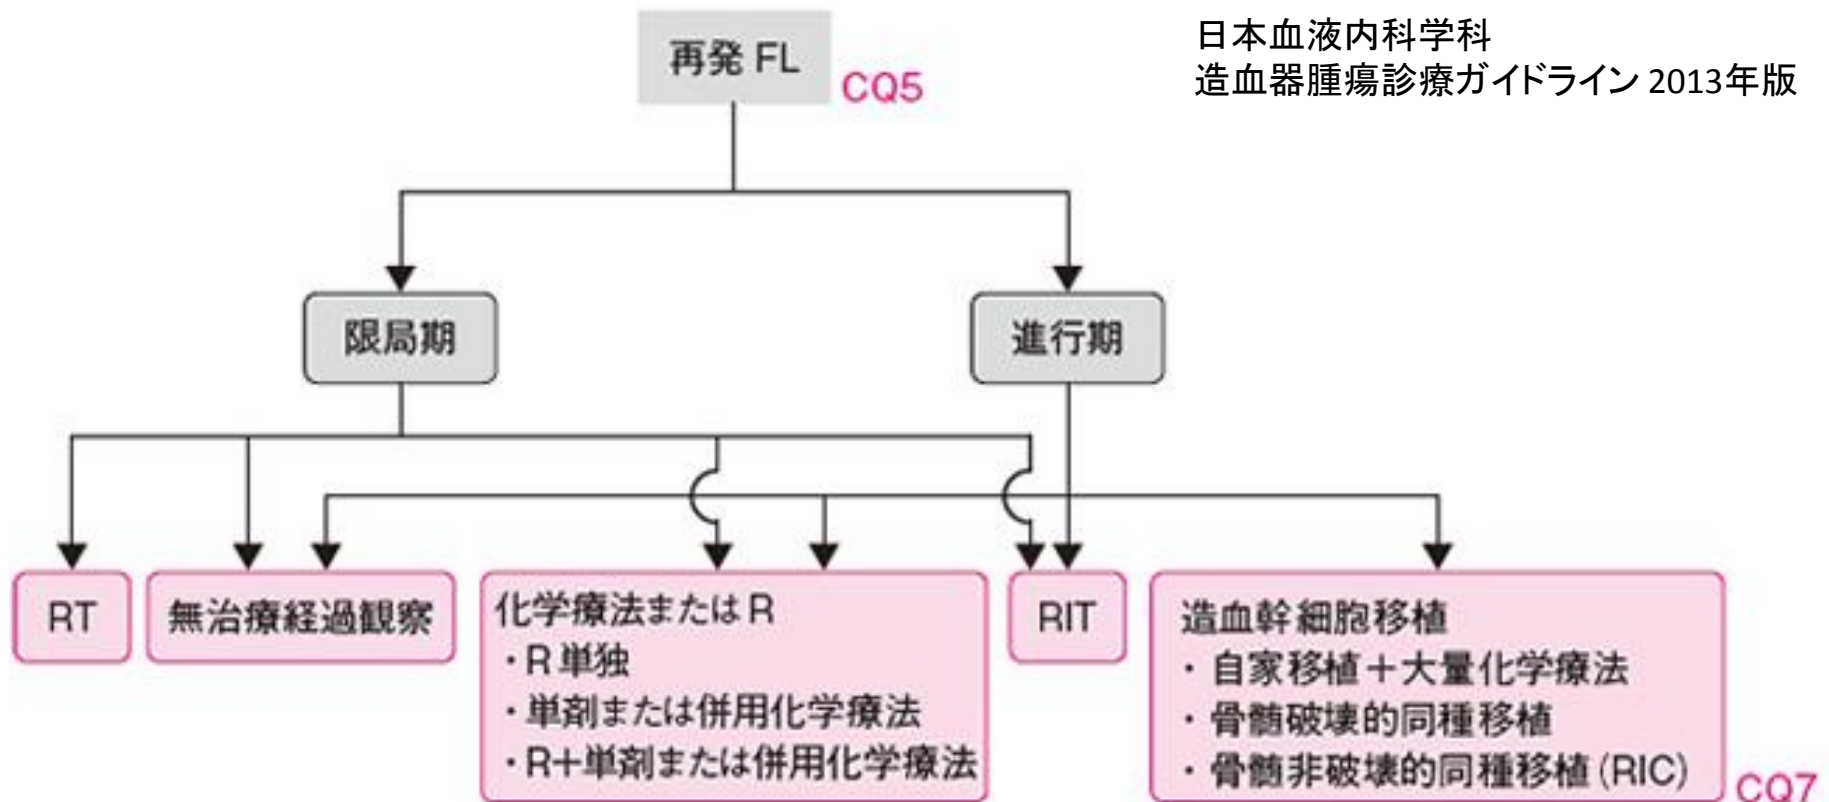 日本血液内科学科
造血器腫瘍診療ガイドライン 2013年版
再発 FL
CQ5
限局期
進行期
RT
無治療経過観察
化学療法または R
・R 単独
・単剤または併用化学療法
・R+単剤または併用化学療法
RIT
造血幹細胞移植
・自家移植＋大量化学療法
・骨髄破壊的同種移植
・骨髄非破壊的同種移植 (RIC)
CQ7